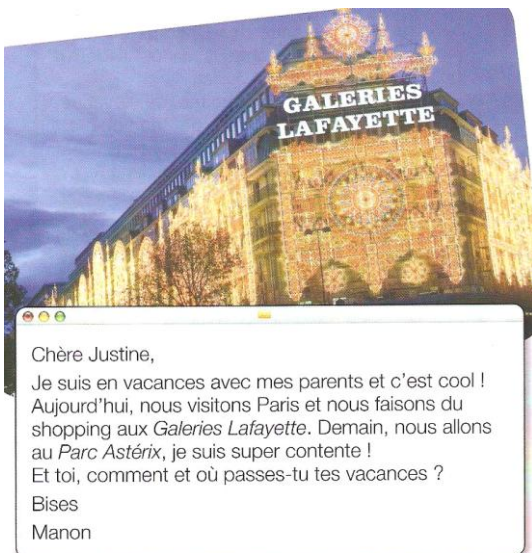 GALERIES
LAFAYETTE
Chère Justine,
Je suis en vacances avec mes parents et c'est cool !
Aujourd'hui, nous visitons Paris et nous faisons du
shopping aux Galeries Lafayette. Demain, nous allons
au Parc Astérix, je suis super contente !
Et toi, comment et où passes-tu tes vacances ?
Bises
Manon